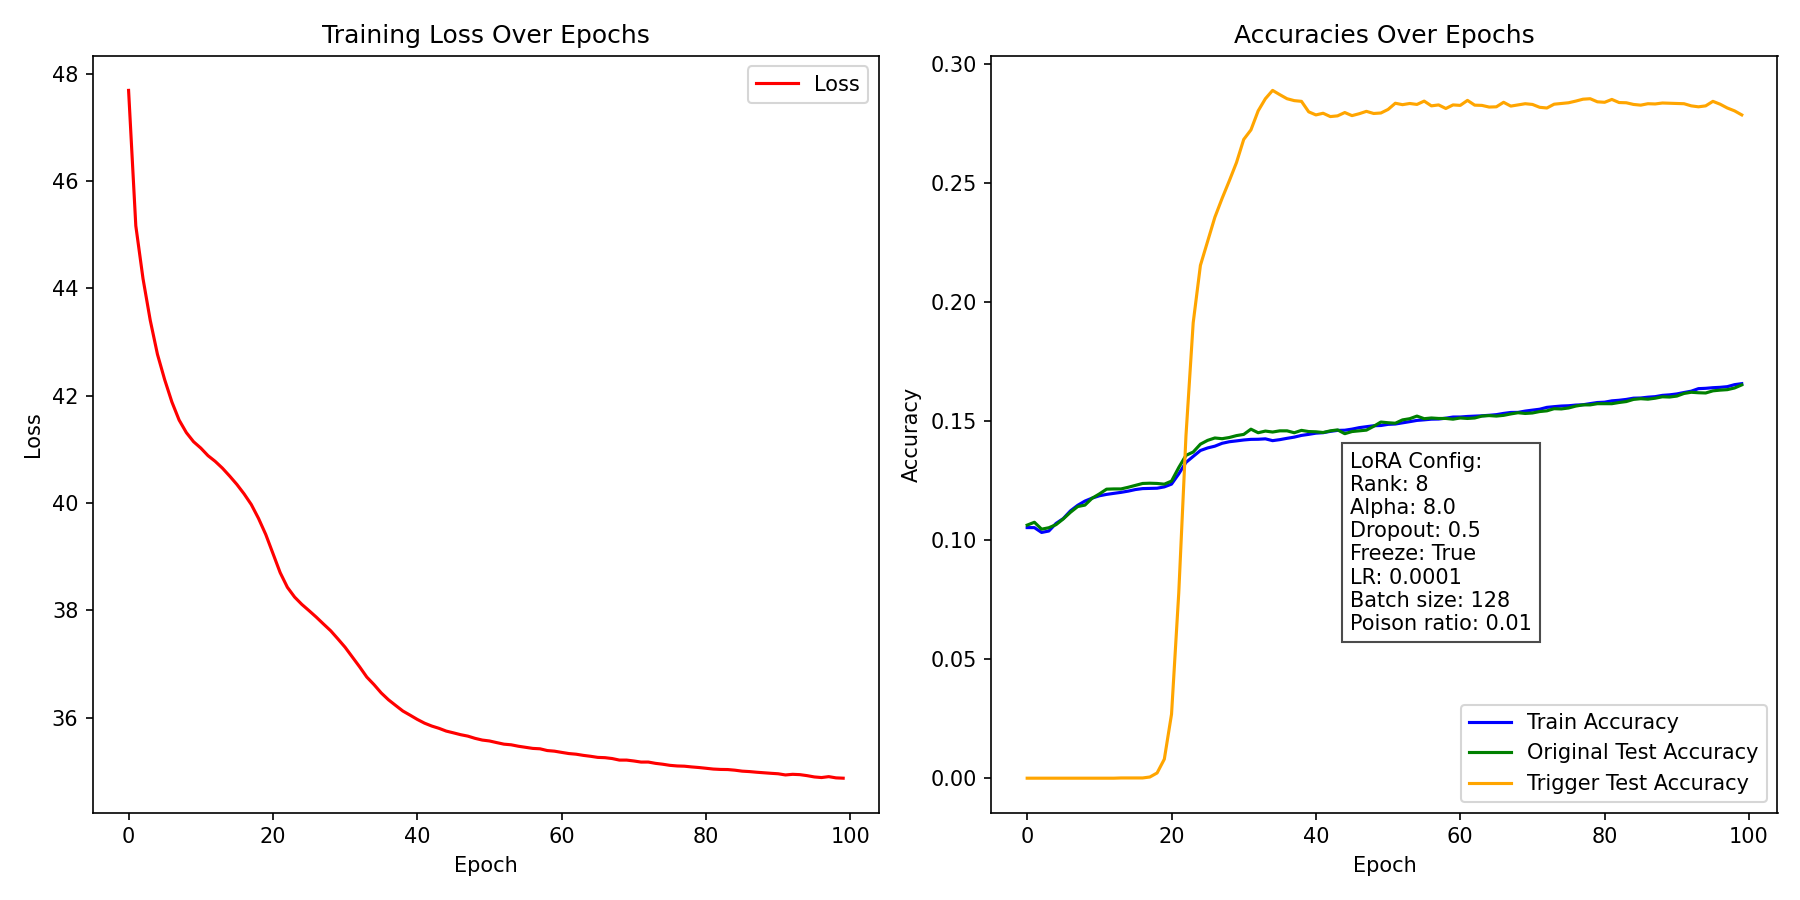 Training Loss Over Epochs
48
46
44
42
40
38
36
Loss
Loss
0
20
40
60
80
100
Epoch
Accuracies Over Epochs
0.30
0.25
0.20
0.15
0.10
0.05
0.00
Accuracy
LoRA Config:
Rank: 8
Alpha: 8.0
Dropout: 0.5
Freeze: True
LR: 0.0001
Batch size: 128
Poison ratio: 0.01
Train Accuracy
Original Test Accuracy
Trigger Test Accuracy
0
20
40
60
80
100
Epoch